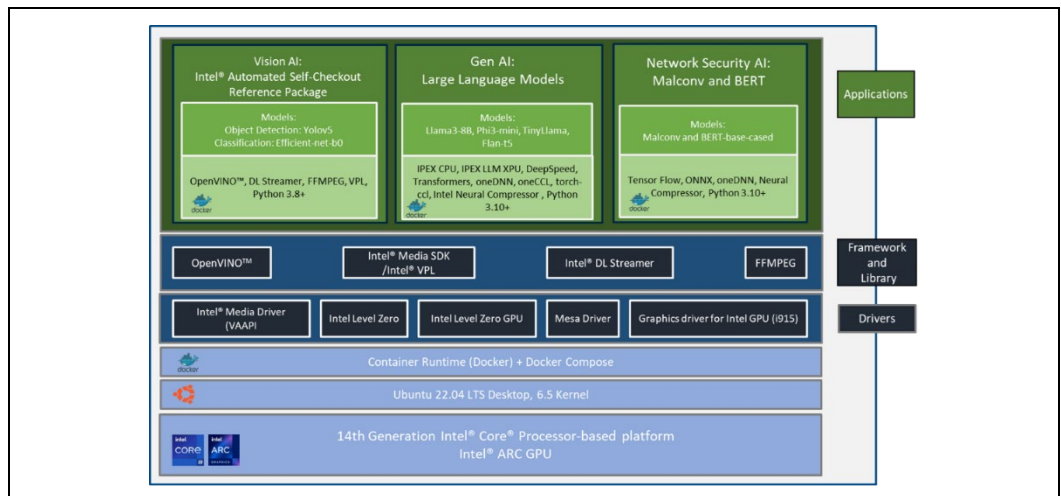 Vision AI:
Intel® Automated Self-Checkout
Reference Package
Models:
Object Detection: Yolov5
Classification: Efficient-net-b0
OpenVINO™, DL Streamer, FFMPEG, VPL,
Python 3.8+
docker
Gen AI:
Large Language Models
Models:
Llama3-8B, Phi3-mini, TinyLlama,
Flan-t5
IPEX CPU, IPEX LLM XPU, DeepSpeed,
Transformers, oneDNN, oneCCL, torch-
ccl, Intel Neural Compressor , Python
3.10+
docker
Network Security AI:
Malconv and BERT
Models:
Malconv and BERT-base-cased
Tensor Flow, ONNX, oneDNN, Neural
Compressor, Python 3.10+
docker
Applications
OpenVINO™
Intel® Media SDK
/Intel® VPL
Intel® DL Streamer
FFMPEG
Framework
and
Library
Intel® Media Driver
(VAAPI
Intel Level Zero
Intel Level Zero GPU
Mesa Driver
Graphics driver for Intel GPU (i915)
Drivers
docker
Container Runtime (Docker) + Docker Compose
Ubuntu 22.04 LTS Desktop, 6.5 Kernel
14th Generation Intel® Core® Processor-based platform
Intel® ARC GPU
intel
CORE
intel
ARC